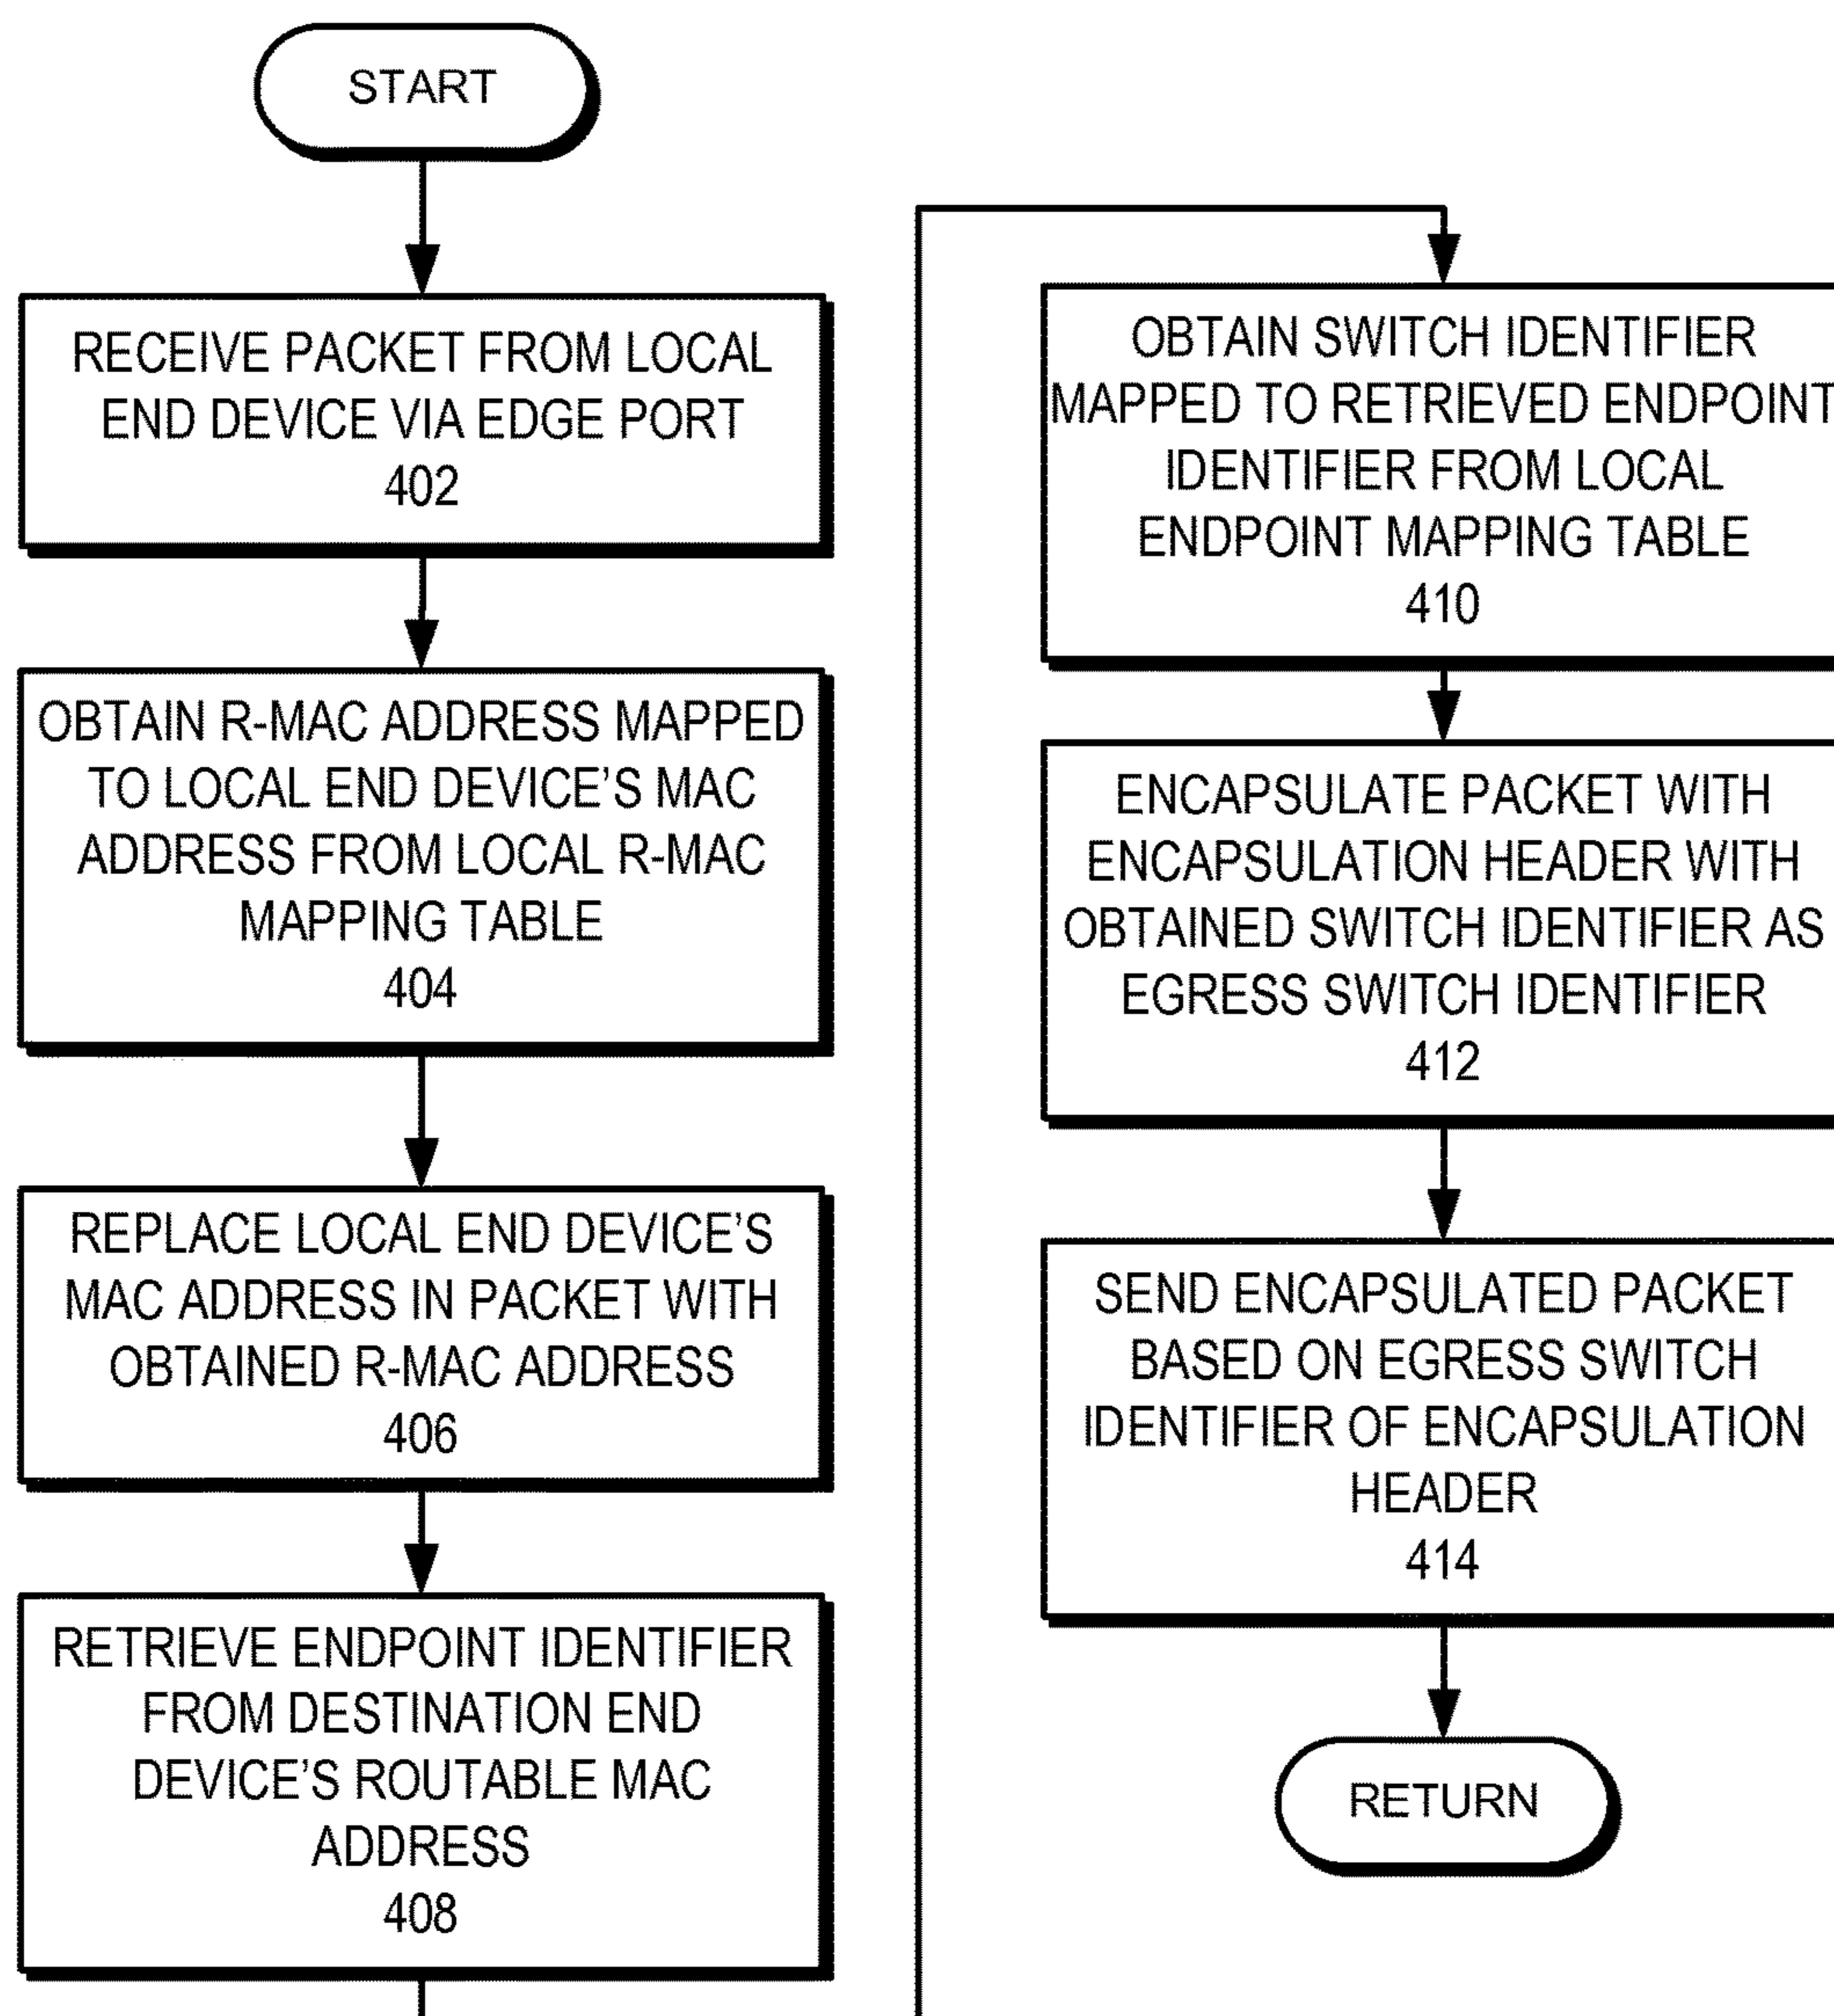 START
RECEIVE PACKET FROM LOCAL
END DEVICE VIA EDGE PORT
402
OBTAIN R-MAC ADDRESS MAPPED
TO LOCAL END DEVICE'S MAC
ADDRESS FROM LOCAL R-MAC
MAPPING TABLE
404
REPLACE LOCAL END DEVICE'S
MAC ADDRESS IN PACKET WITH
OBTAINED R-MAC ADDRESS
406
RETRIEVE ENDPOINT IDENTIFIER
FROM DESTINATION END
DEVICE'S ROUTABLE MAC
ADDRESS
408
OBTAIN SWITCH IDENTIFIER
MAPPED TO RETRIEVED ENDPOINT
IDENTIFIER FROM LOCAL
ENDPOINT MAPPING TABLE
410
ENCAPSULATE PACKET WITH
ENCAPSULATION HEADER WITH
OBTAINED SWITCH IDENTIFIER AS
EGRESS SWITCH IDENTIFIER
412
SEND ENCAPSULATED PACKET
BASED ON EGRESS SWITCH
IDENTIFIER OF ENCAPSULATION
HEADER
414
RETURN